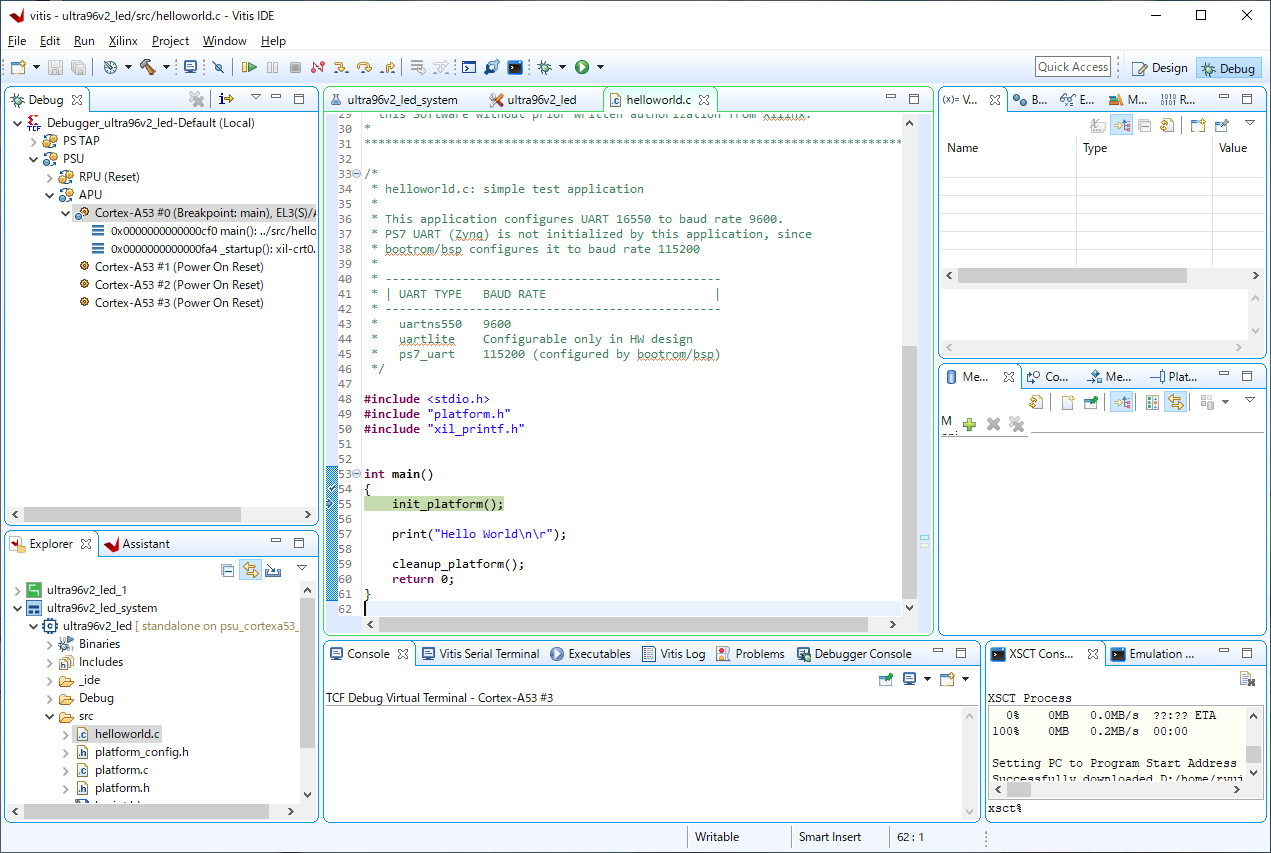 vitis - ultra96v2_led/src/helloworld.c - Vitis IDE
File Edit Run Xilinx Project Window Help
Quick Access
Design
Debug
Debug
Debugger_ultra96v2_led-Default (Local)
PS TAP
PSU
RPU (Reset)
APU
Cortex-A53 #0 (Breakpoint: main), EL3(S)/A
0x0000000000000cf0 main(): ../src/hello
0x0000000000000fa4 _startup(): xil-crt0.
Cortex-A53 #1 (Power On Reset)
Cortex-A53 #2 (Power On Reset)
Cortex-A53 #3 (Power On Reset)
Explorer
Assistant
ultra96v2_led_1
ultra96v2_led_system
ultra96v2_led [ standalone on psu_cortexa53_
Binaries
Includes
_ide
Debug
src
helloworld.c
platform_config.h
platform.c
platform.h
ultra96v2_led_system
ultra96v2_led
helloworld.c
29 * this Software without prior written authorization from Xilinx.
30 *
31 ******************************************************************************
32
33 /*
34 * helloworld.c: simple test application
35 *
36 * This application configures UART 16550 to baud rate 9600.
37 * PS7 UART (Zynq) is not initialized by this application, since
38 * bootrom/bsp configures it to baud rate 115200
39 *
40 * ------------------------------------------------
41 * | UART TYPE   BAUD RATE                        |
42 * ------------------------------------------------
43 *   uartns550   9600
44 *   uartlite    Configurable only in HW design
45 *   ps7_uart    115200 (configured by bootrom/bsp)
46 */
47
48 #include <stdio.h>
49 #include "platform.h"
50 #include "xil_printf.h"
51
52
53 int main()
54 {
55     init_platform();
56
57     print("Hello World\n\r");
58
59     cleanup_platform();
60     return 0;
61 }
62
(x)= V...
B...
E...
M...
R...
Name Type Value
Me...
Co...
Me...
Plat...
M
Console
Vitis Serial Terminal
Executables
Vitis Log
Problems
Debugger Console
TCF Debug Virtual Terminal - Cortex-A53 #3
XSCT Cons...
Emulation ...
XSCT Process
0% 0MB 0.0MB/s ??:?? ETA
100% 0MB 0.2MB/s 00:00
Setting PC to Program Start Address
Successfully downloaded D:/home/ryui
xsct%
Writable
Smart Insert
62 : 1